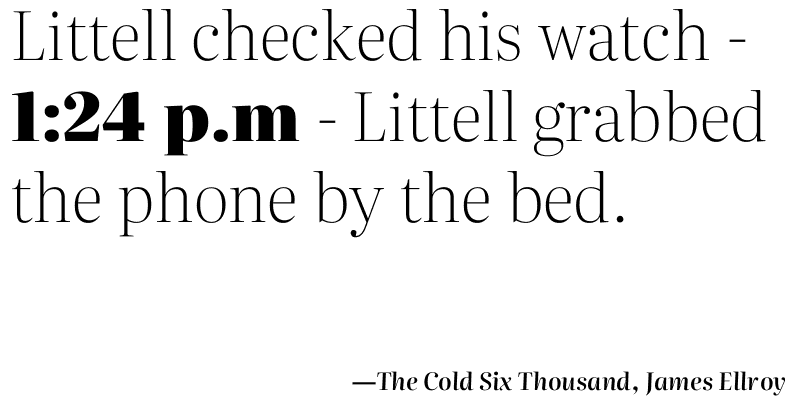 Littell checked his watch -
1:24 p.m - Littell grabbed
the phone by the bed.
—The Cold Six Thousand, James Ellroy